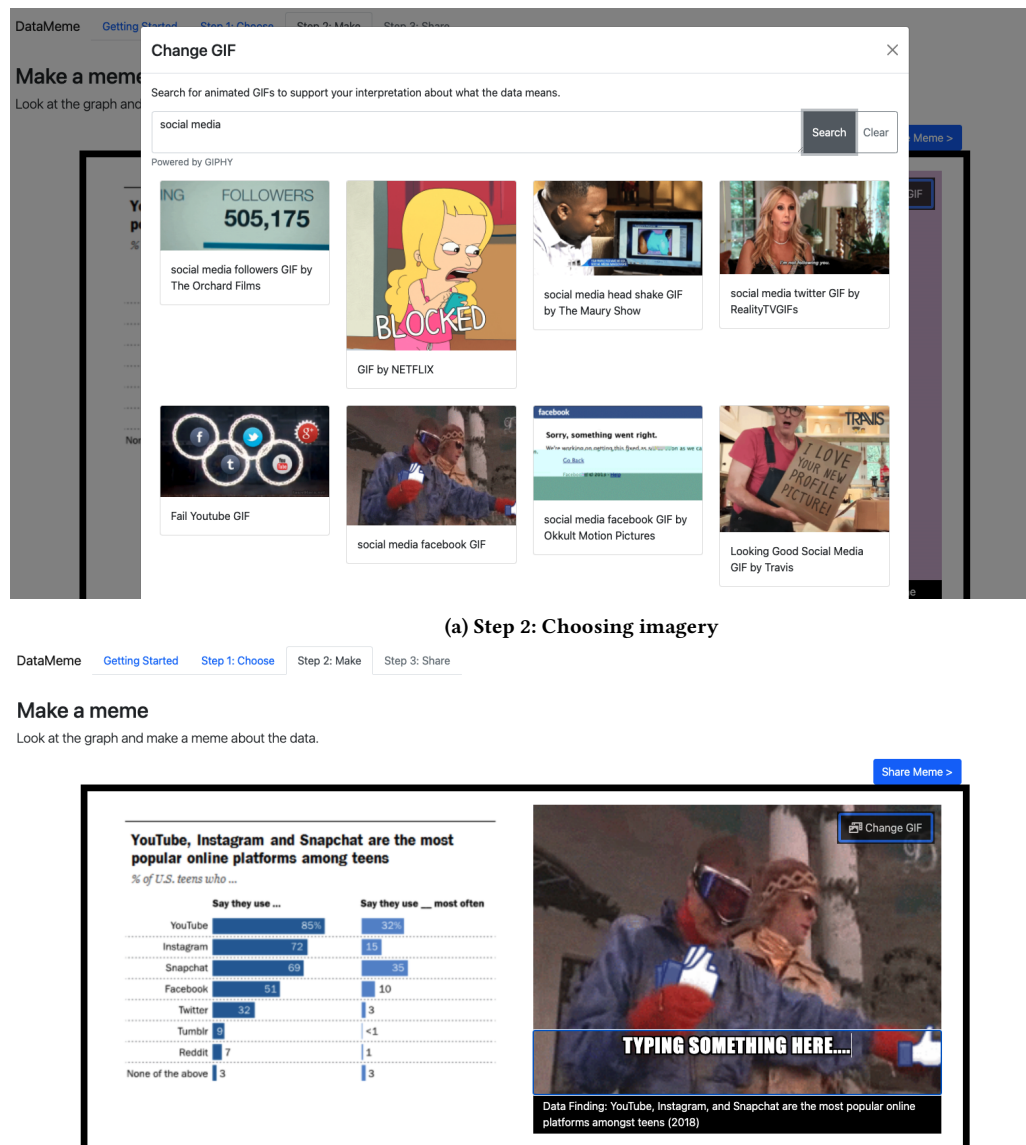 DataMeme Getting Started Step 1: Choose Step 2: Make Step 3: Share
Change GIF
Make a meme
Look at the graph and
Search for animated GIFs to support your interpretation about what the data means.
social media
Search Clear
Meme >
Powered by GIPHY
GIF
FOLLOWERS
505,175
social media followers GIF by
The Orchard Films
BLOCKED
GIF by NETFLIX
social media head shake GIF
by The Maury Show
I'm not following you.
social media twitter GIF by
RealityTVGIFs
Fail Youtube GIF
social media facebook GIF
facebook
Sorry, something went right.
Go Back
social media facebook GIF by
Okkult Motion Pictures
TRAVIS
I LOVE
YOUR NEW
PROFILE
PICTURE!
Looking Good Social Media
GIF by Travis
(a) Step 2: Choosing imagery
DataMeme Getting Started Step 1: Choose Step 2: Make Step 3: Share
Make a meme
Look at the graph and make a meme about the data.
Share Meme >
YouTube, Instagram and Snapchat are the most
popular online platforms among teens
% of U.S. teens who ...
Say they use ... Say they use __ most often
YouTube 85% 32%
Instagram 72 15
Snapchat 69 35
Facebook 51 10
Twitter 32 3
Tumblr 9 <1
Reddit 7 1
None of the above 3 3
Change GIF
TYPING SOMETHING HERE....
Data Finding: YouTube, Instagram, and Snapchat are the most popular online
platforms amongst teens (2018)